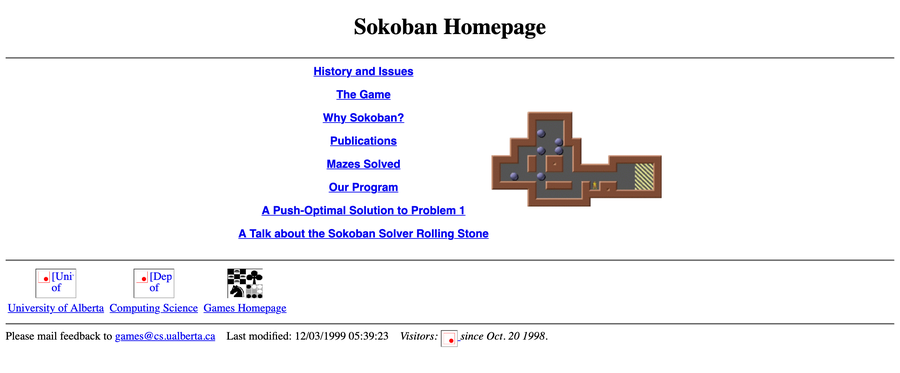 Sokoban Homepage
History and Issues
The Game
Why Sokoban?
Publications
Mazes Solved
Our Program
A Push-Optimal Solution to Problem 1
A Talk about the Sokoban Solver Rolling Stone
[Uni of
[Dep of
University of Alberta Computing Science Games Homepage
Please mail feedback to games@cs.ualberta.ca Last modified: 12/03/1999 05:39:23 Visitors: since Oct. 20 1998.